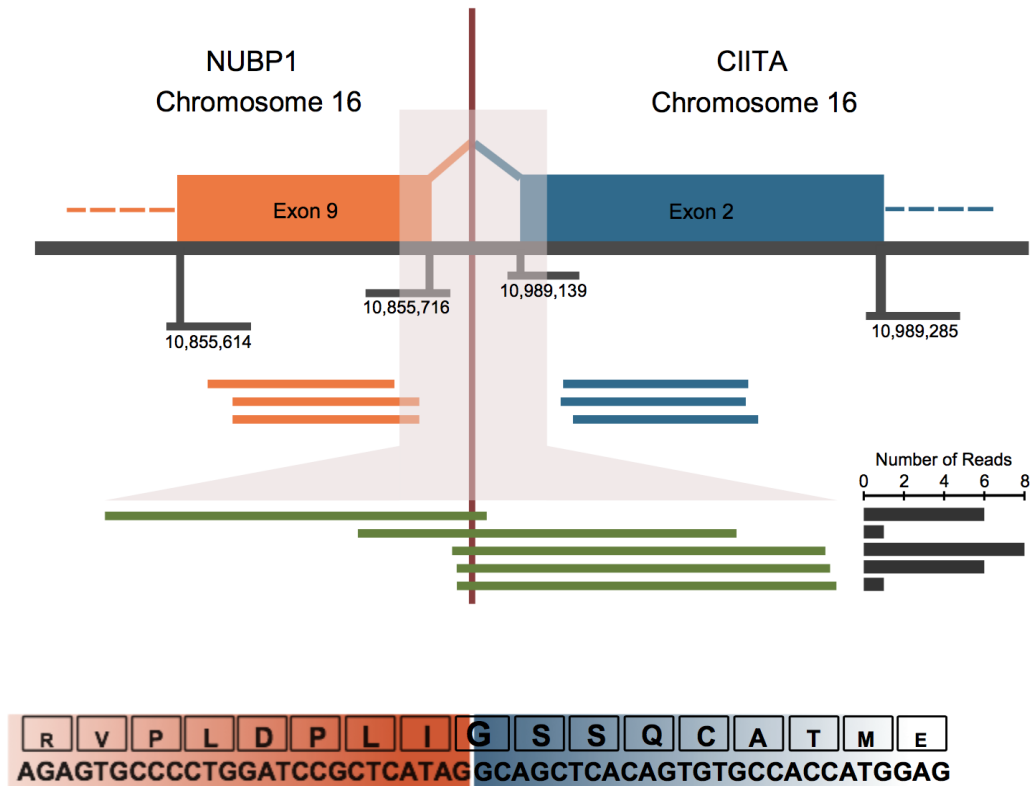 NUBP1
Chromosome 16
CIITA
Chromosome 16
Exon 9
Exon 2
10,855,716
10,989,139
10,855,614
10,989,285
Number of Reads
0 2 4 6 8
R V P L D P L I G S S Q C A T M E
AGAGTGCCCCTGGATCCGCTCATAGGCAGCTCACAGTGTGCCACCATGGAG